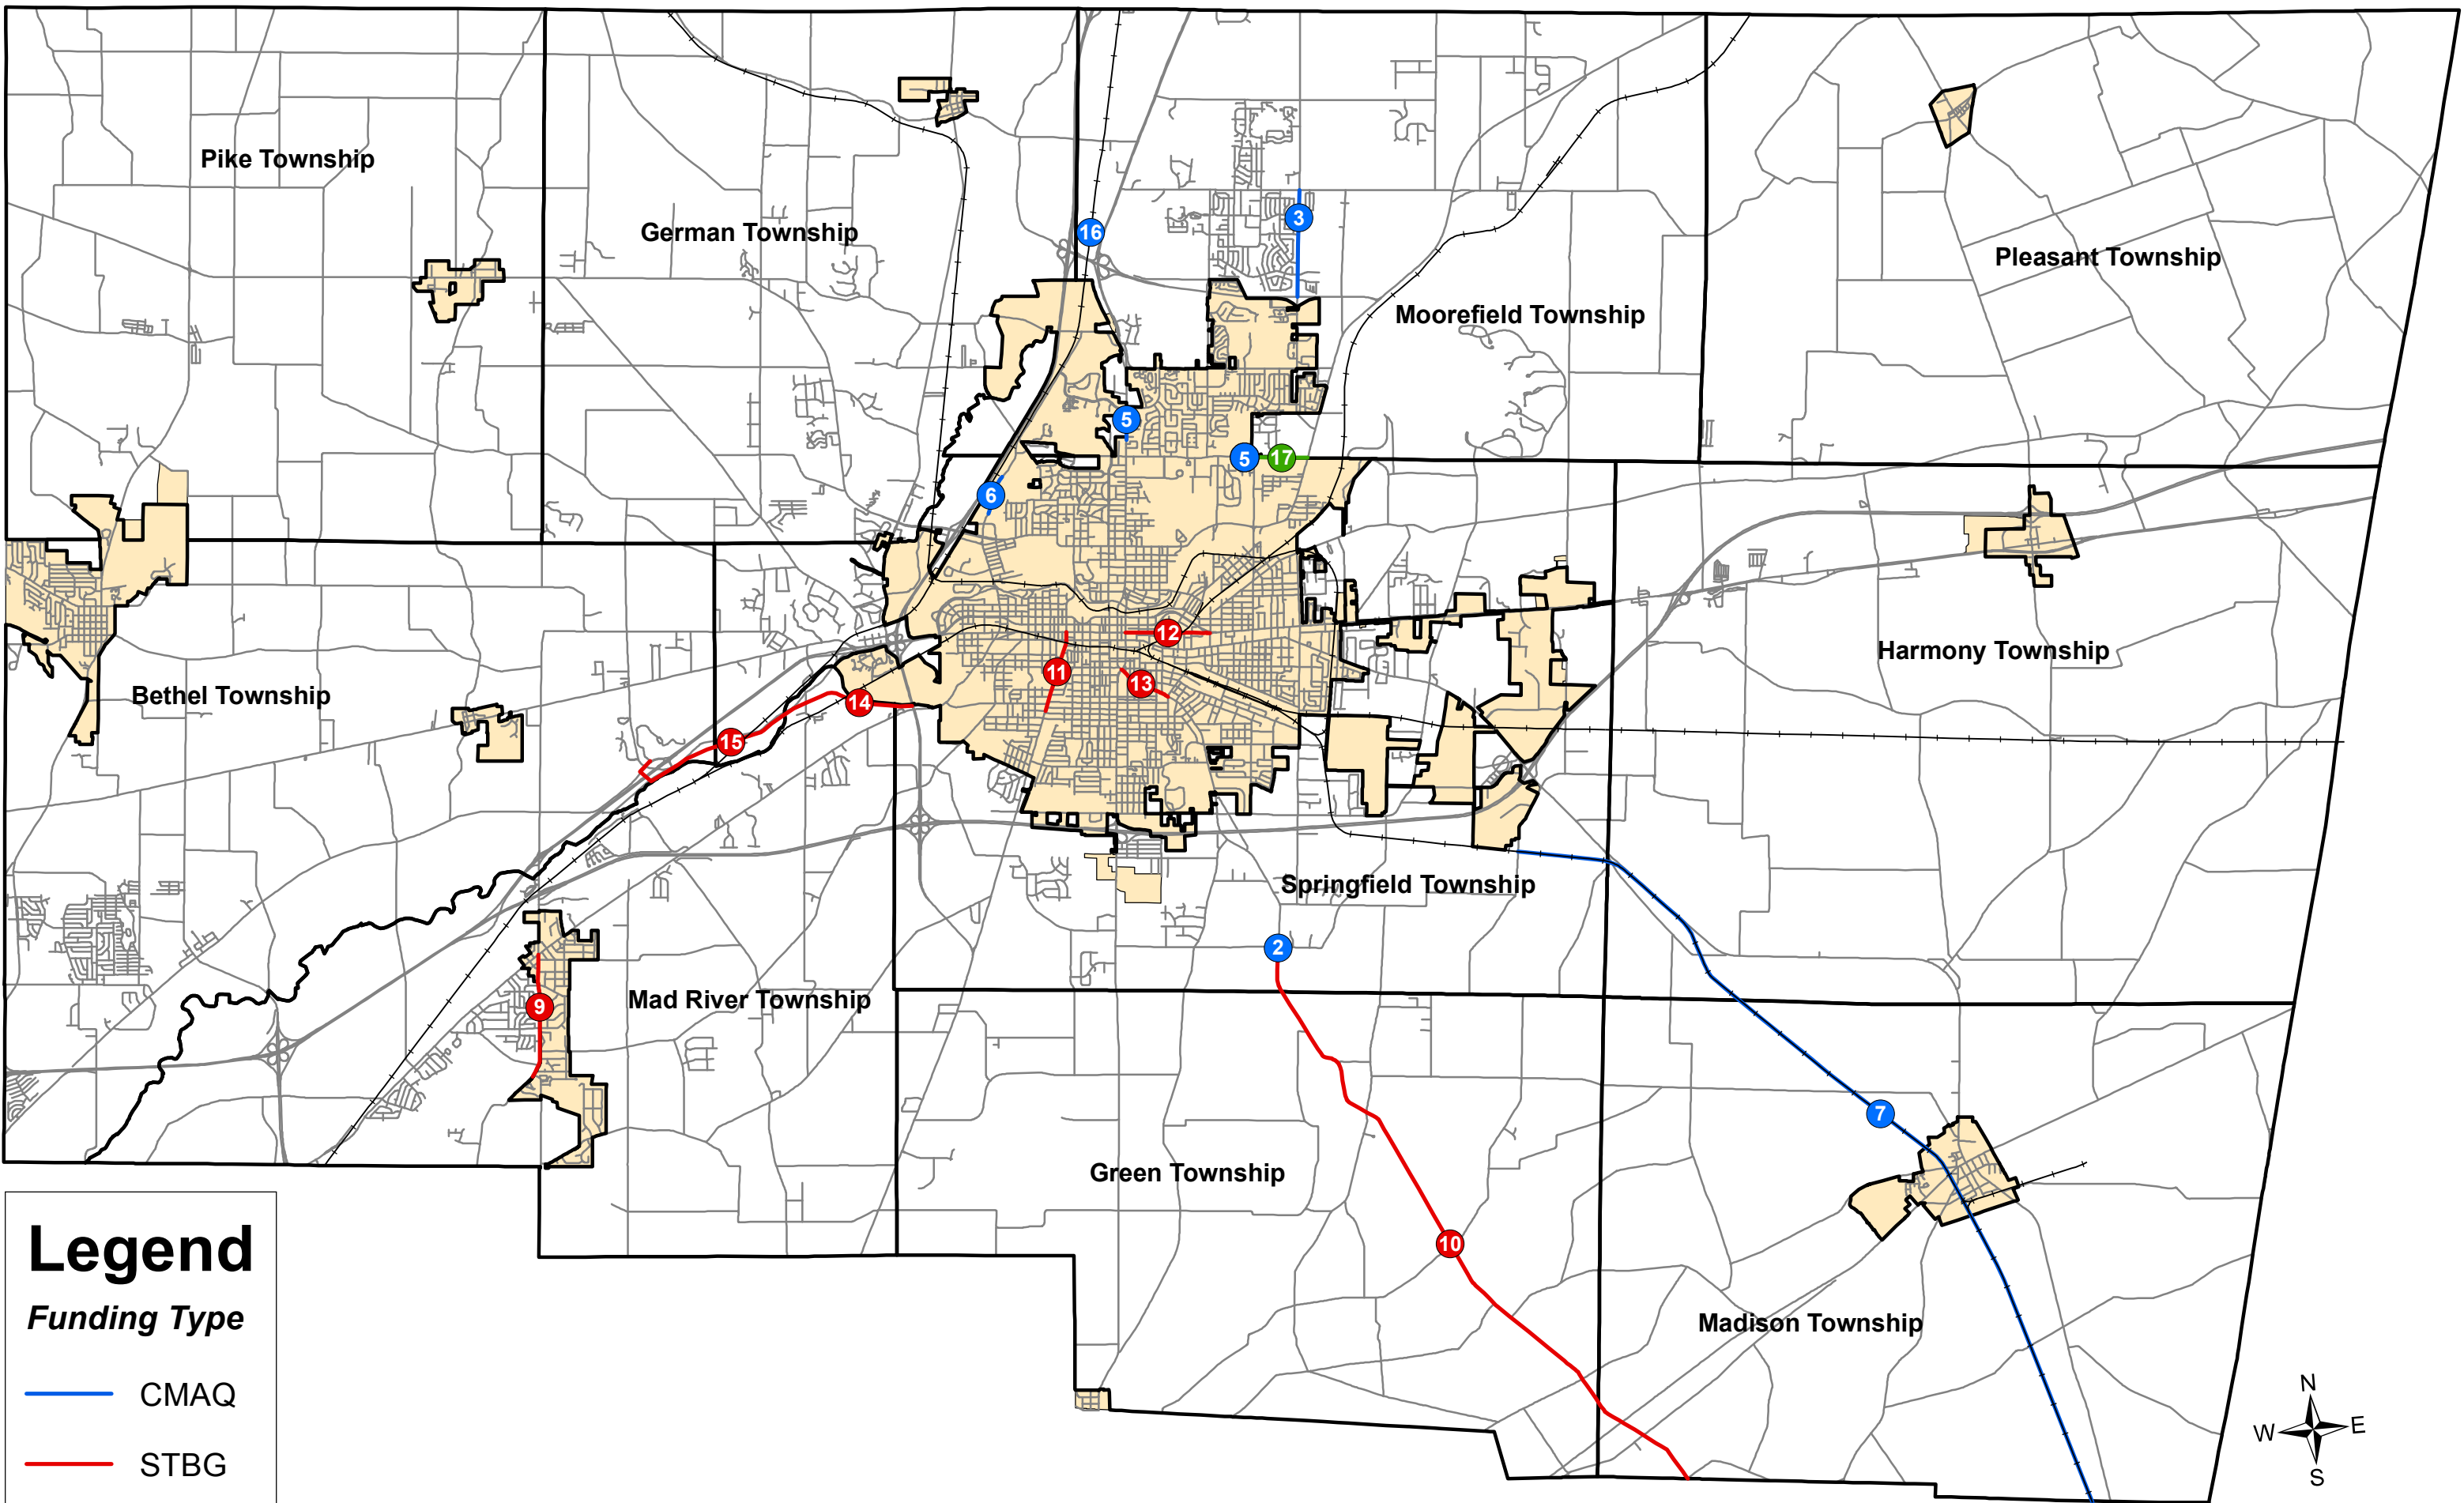 Pike Township
German Township
16
3
Pleasant Township
Moorefield Township
5
5
17
6
12
Harmony Township
11
13
Bethel Township
14
15
Springfield Township
2
Mad River Township
9
7
Green Township
10
Madison Township
Legend
Funding Type
CMAQ
STBG
N
W
E
S